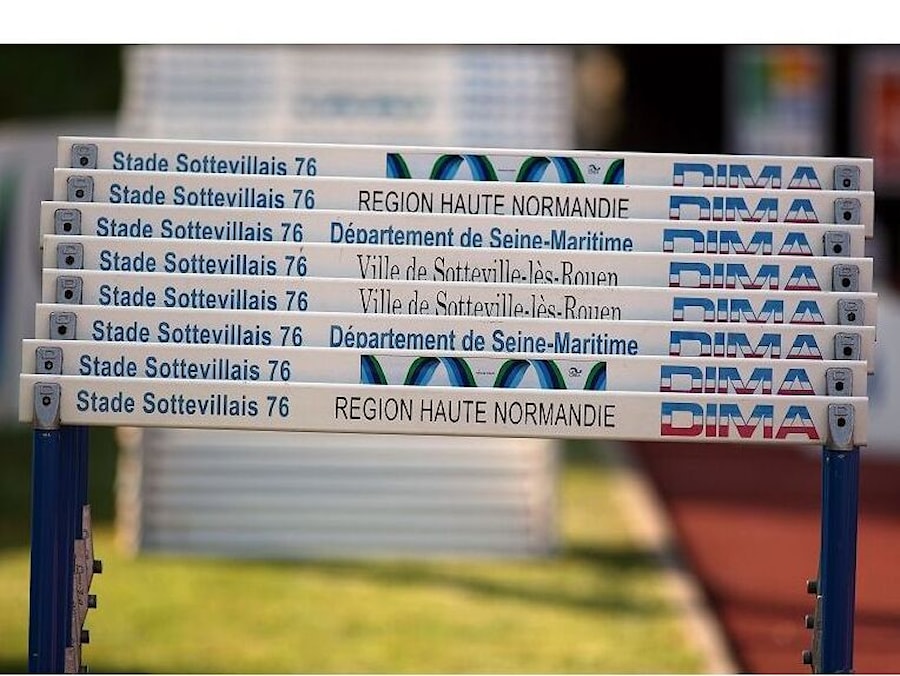 Stade Sottevillais 76 DIMA
Stade Sottevillais 76 REGION HAUTE NORMANDIE DIMA
Stade Sottevillais 76 Département de Seine-Maritime DIMA
Stade Sottevillais 76 Ville de Sotteville-lès-Rouen DIMA
Stade Sottevillais 76 Ville de Sotteville-lès-Rouen DIMA
Stade Sottevillais 76 Département de Seine-Maritime DIMA
Stade Sottevillais 76 DIMA
Stade Sottevillais 76 REGION HAUTE NORMANDIE DIMA